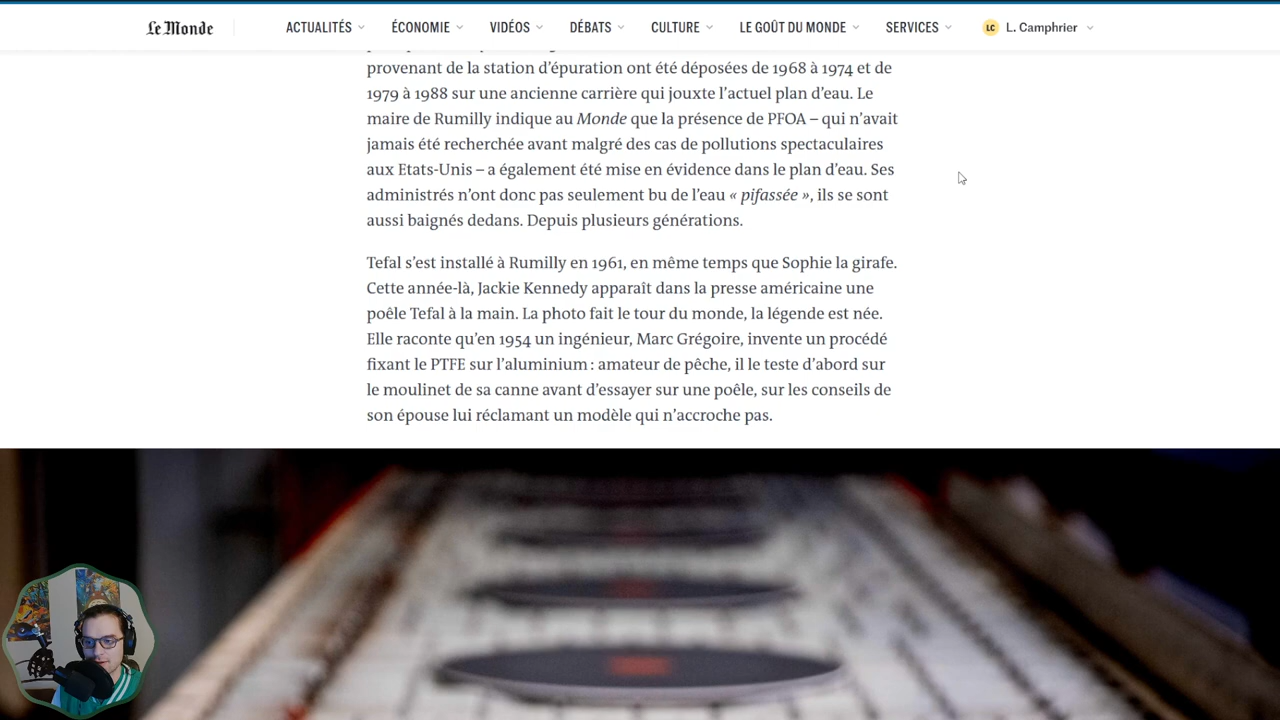 Le Monde
ACTUALITÉS
ÉCONOMIE
VIDÉOS
DÉBATS
CULTURE
LE GOÛT DU MONDE
SERVICES
LC
L. Camphrier
provenant de la station d’épuration ont été déposées de 1968 à 1974 et de
1979 à 1988 sur une ancienne carrière qui jouxte l’actuel plan d’eau. Le
maire de Rumilly indique au Monde que la présence de PFOA – qui n’avait
jamais été recherchée avant malgré des cas de pollutions spectaculaires
aux Etats-Unis – a également été mise en évidence dans le plan d’eau. Ses
administrés n’ont donc pas seulement bu de l’eau « pifassée », ils se sont
aussi baignés dedans. Depuis plusieurs générations.
Tefal s’est installé à Rumilly en 1961, en même temps que Sophie la girafe.
Cette année-là, Jackie Kennedy apparaît dans la presse américaine une
poêle Tefal à la main. La photo fait le tour du monde, la légende est née.
Elle raconte qu’en 1954 un ingénieur, Marc Grégoire, invente un procédé
fixant le PTFE sur l’aluminium : amateur de pêche, il le teste d’abord sur
le moulinet de sa canne avant d’essayer sur une poêle, sur les conseils de
son épouse lui réclamant un modèle qui n’accroche pas.